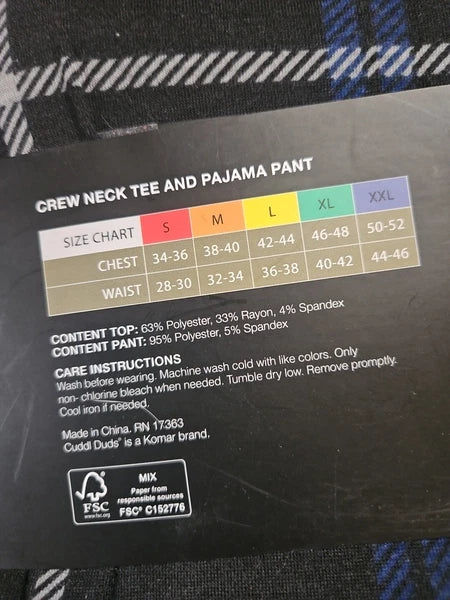 CREW NECK TEE AND PAJAMA PANT
SIZE CHART S M L XL XXL
CHEST 34-36 38-40 42-44 46-48 50-52
WAIST 28-30 32-34 36-38 40-42 44-46
CONTENT TOP: 63% Polyester, 33% Rayon, 4% Spandex
CONTENT PANT: 95% Polyester, 5% Spandex
CARE INSTRUCTIONS
Wash before wearing. Machine wash cold with like colors. Only
non- chlorine bleach when needed. Tumble dry low. Remove promptly.
Cool iron if needed.
Made in China. RN 17363
Cuddl Duds® is a Komar brand.
FSC
www.fsc.org
MIX
Paper from
responsible sources
FSC® C152776